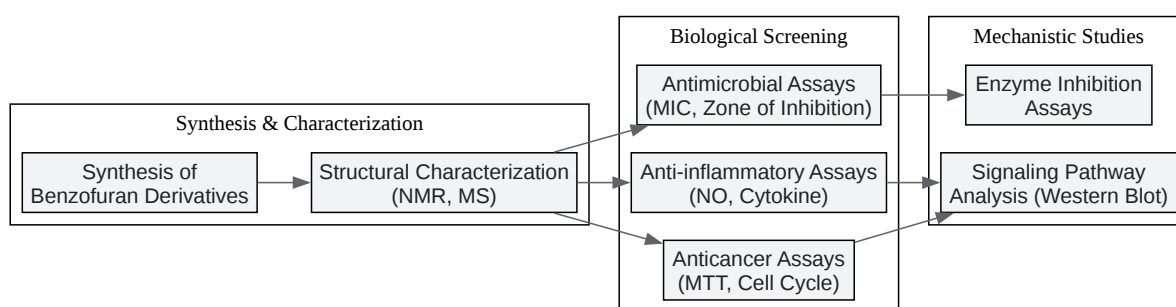 Synthesis & Characterization
Synthesis of
Benzofuran Derivatives
Structural Characterization
(NMR, MS)
Biological Screening
Antimicrobial Assays
(MIC, Zone of Inhibition)
Anti-inflammatory Assays
(NO, Cytokine)
Anticancer Assays
(MTT, Cell Cycle)
Mechanistic Studies
Enzyme Inhibition
Assays
Signaling Pathway
Analysis (Western Blot)